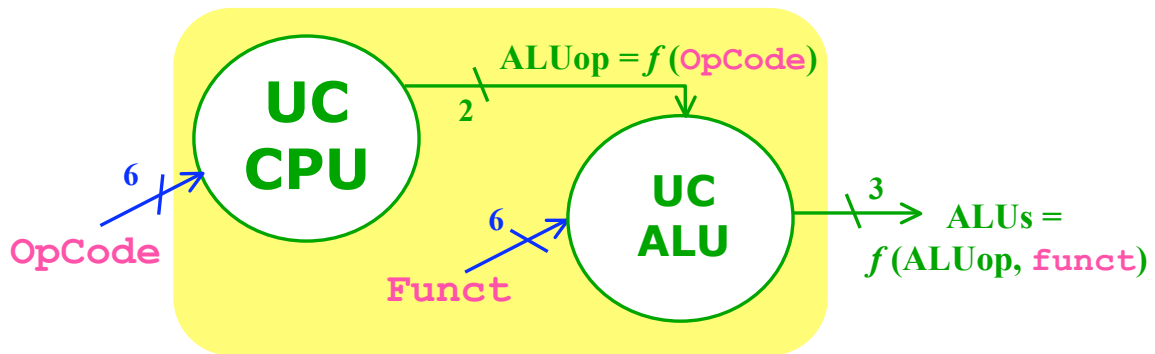 ALUop = f (OpCode)
UC
CPU
2
6
OpCode
UC
ALU
6
Funct
3
ALUs =
f (ALUop, funct)